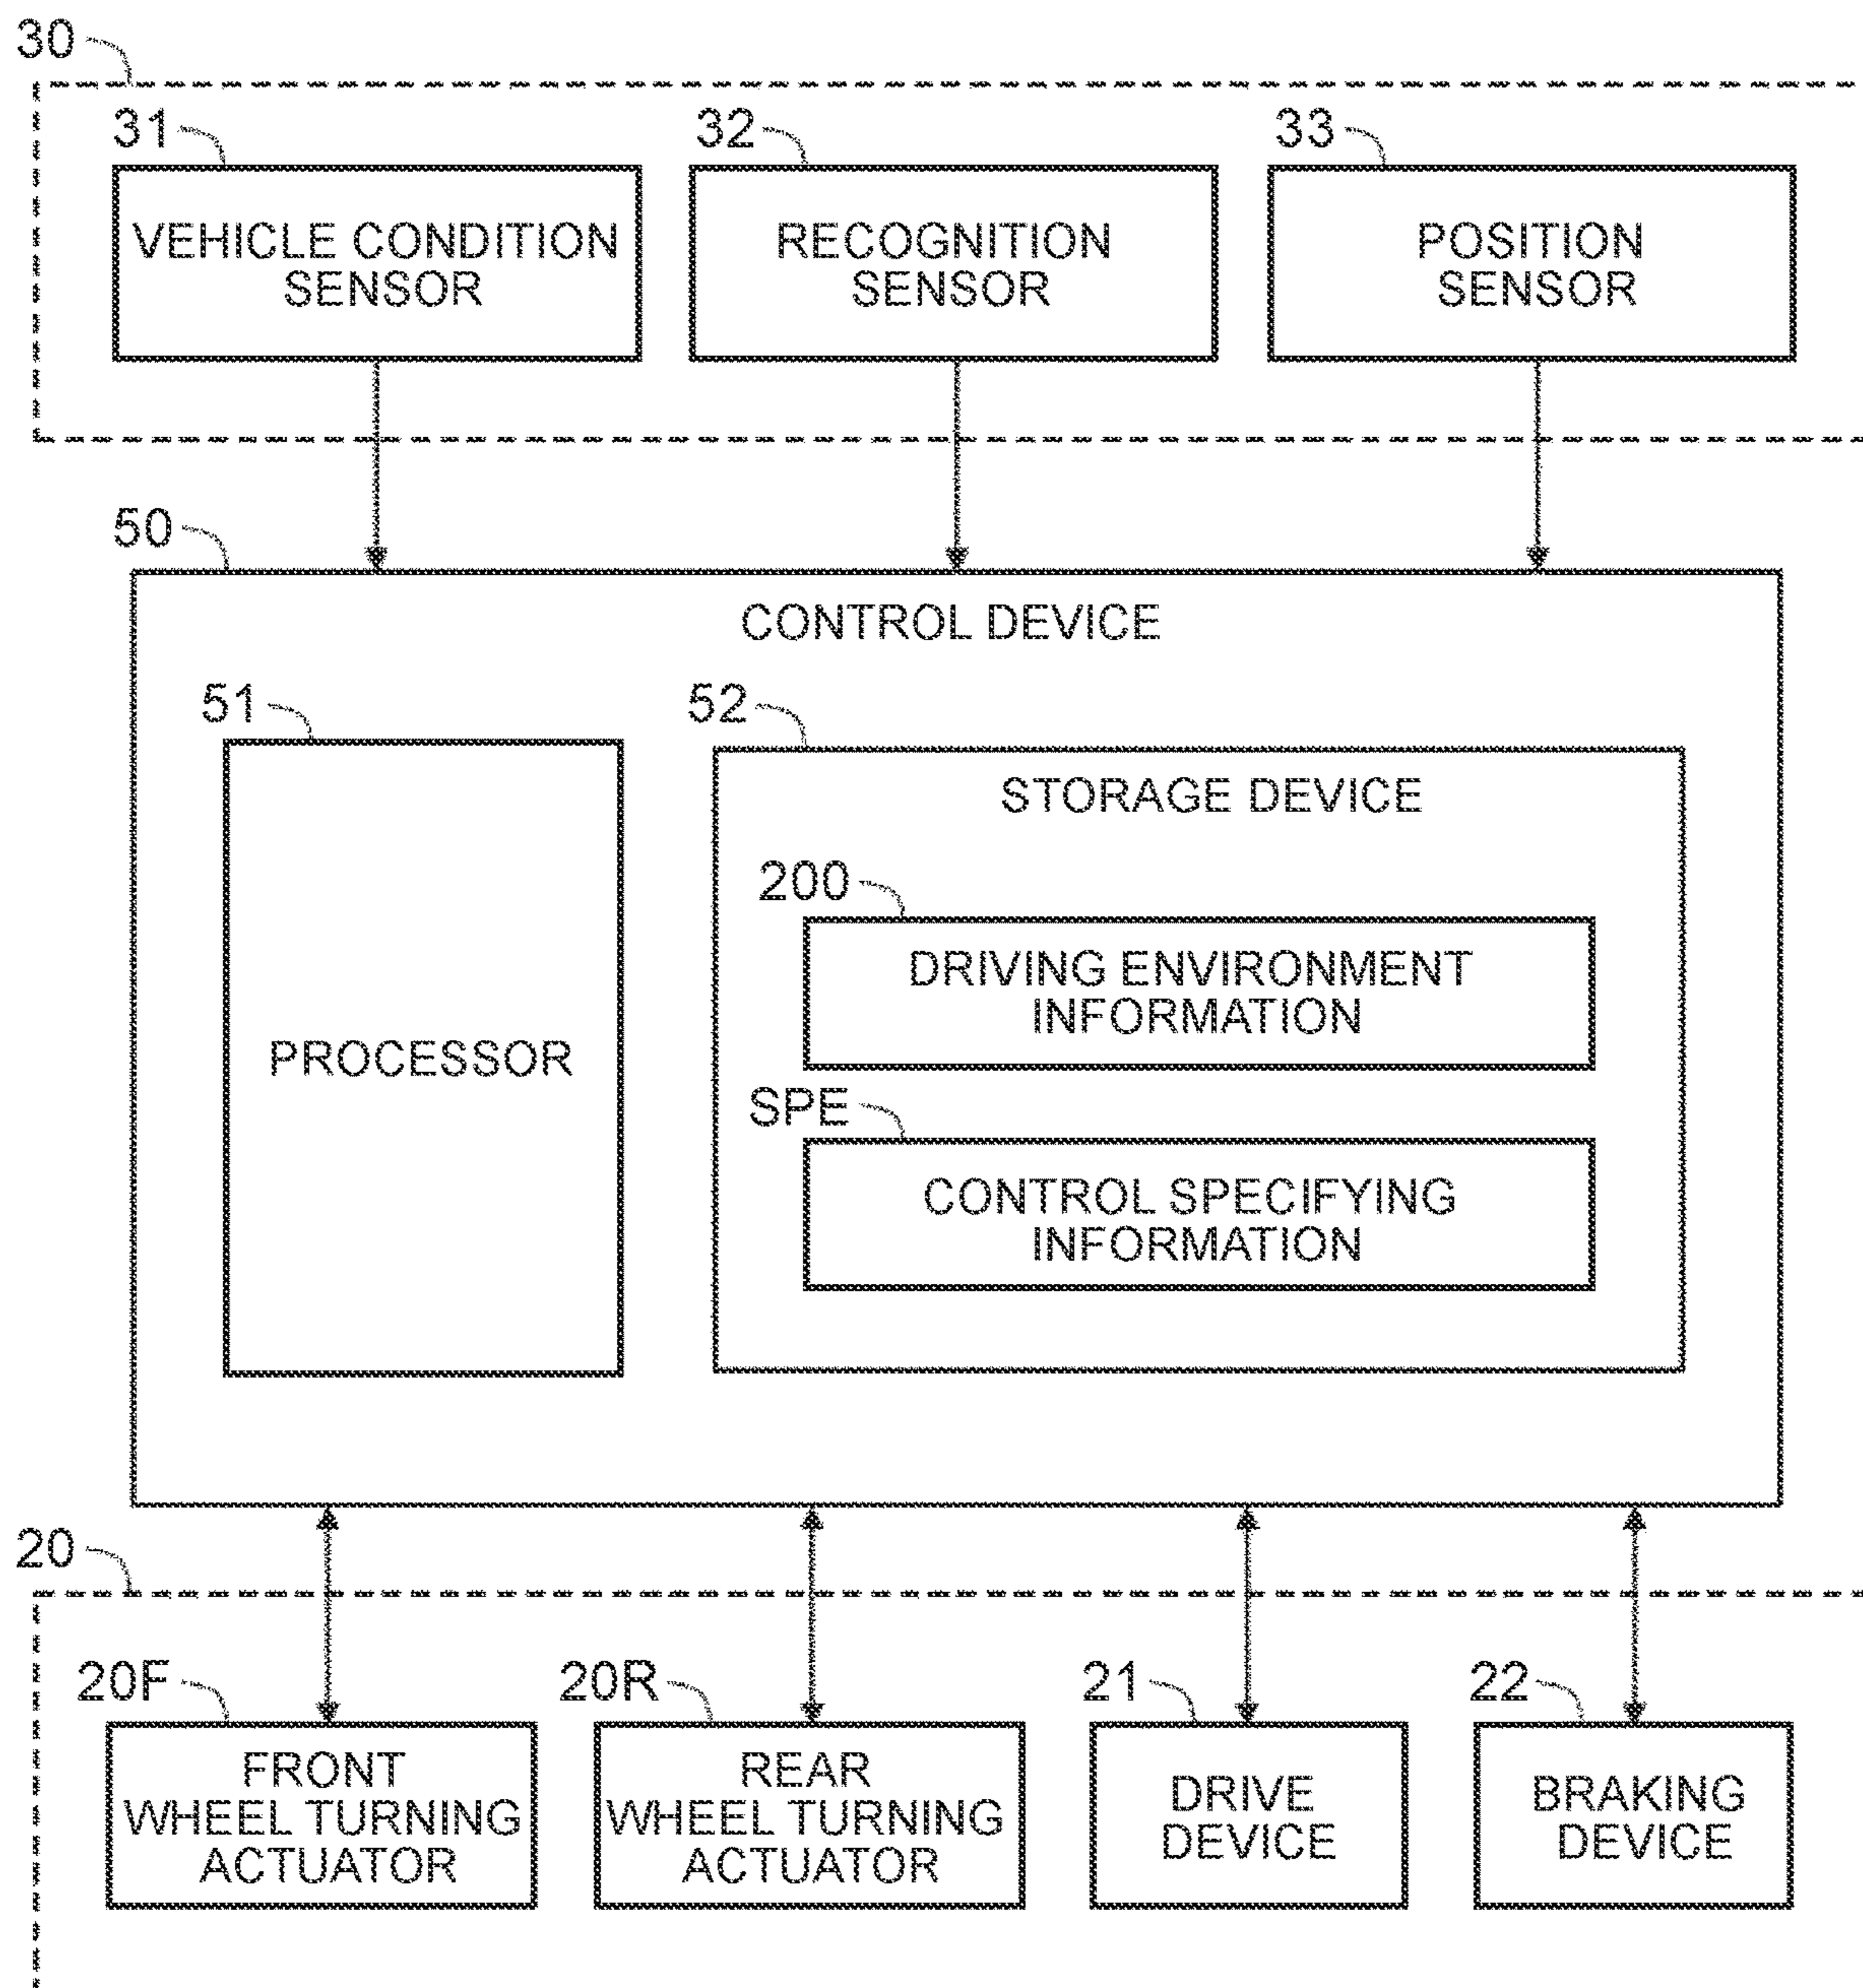 30
31
32
33
VEHICLE CONDITION
SENSOR
RECOGNITION
SENSOR
POSITION
SENSOR
50
CONTROL DEVICE
51
52
PROCESSOR
STORAGE DEVICE
200
DRIVING ENVIRONMENT
INFORMATION
SPE
CONTROL SPECIFYING
INFORMATION
20
20F
20R
21
22
FRONT
WHEEL TURNING
ACTUATOR
REAR
WHEEL TURNING
ACTUATOR
DRIVE
DEVICE
BRAKING
DEVICE